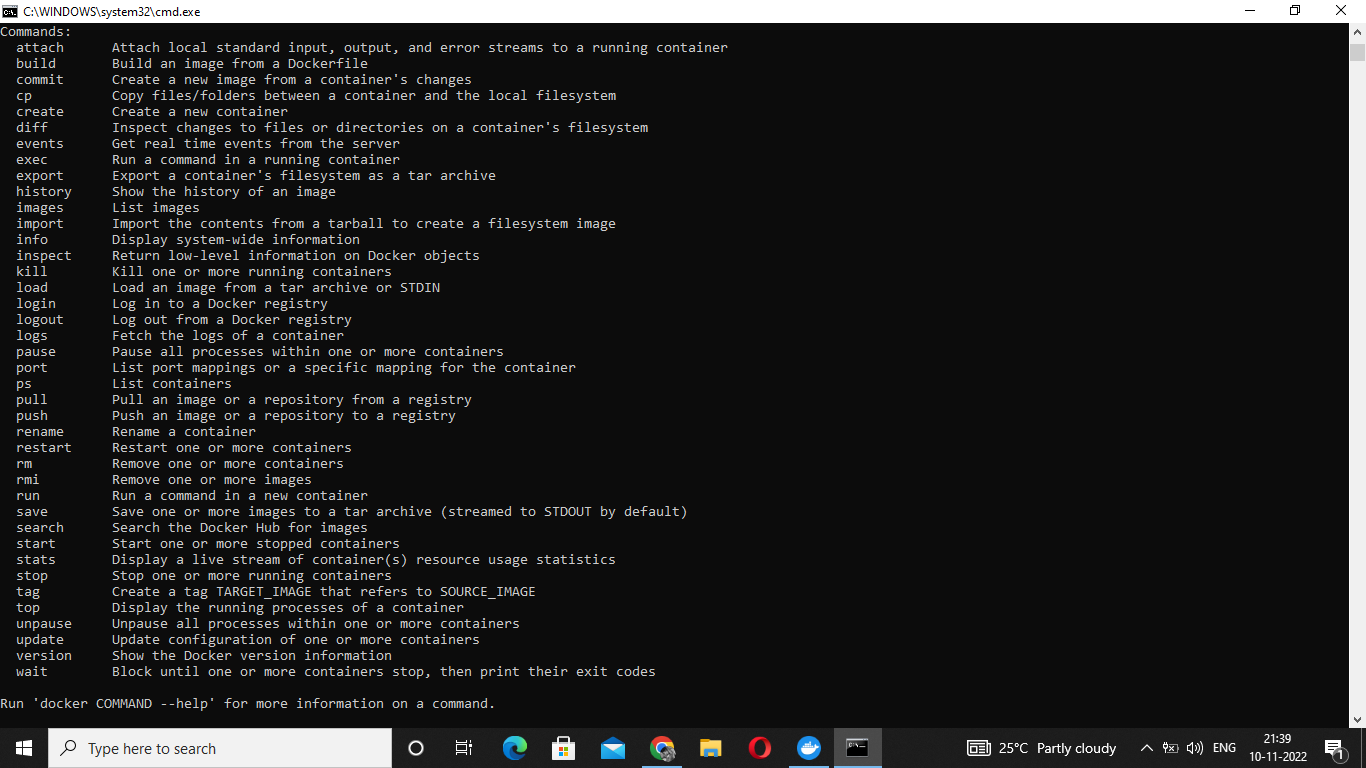 C:\WINDOWS\system32\cmd.exe
Commands:
  attach      Attach local standard input, output, and error streams to a running container
  build       Build an image from a Dockerfile
  commit      Create a new image from a container's changes
  cp          Copy files/folders between a container and the local filesystem
  create      Create a new container
  diff        Inspect changes to files or directories on a container's filesystem
  events      Get real time events from the server
  exec        Run a command in a running container
  export      Export a container's filesystem as a tar archive
  history     Show the history of an image
  images      List images
  import      Import the contents from a tarball to create a filesystem image
  info        Display system-wide information
  inspect     Return low-level information on Docker objects
  kill        Kill one or more running containers
  load        Load an image from a tar archive or STDIN
  login       Log in to a Docker registry
  logout      Log out from a Docker registry
  logs        Fetch the logs of a container
  pause       Pause all processes within one or more containers
  port        List port mappings or a specific mapping for the container
  ps          List containers
  pull        Pull an image or a repository from a registry
  push        Push an image or a repository to a registry
  rename      Rename a container
  restart     Restart one or more containers
  rm          Remove one or more containers
  rmi         Remove one or more images
  run         Run a command in a new container
  save        Save one or more images to a tar archive (streamed to STDOUT by default)
  search      Search the Docker Hub for images
  start       Start one or more stopped containers
  stats       Display a live stream of container(s) resource usage statistics
  stop        Stop one or more running containers
  tag         Create a tag TARGET_IMAGE that refers to SOURCE_IMAGE
  top         Display the running processes of a container
  unpause     Unpause all processes within one or more containers
  update      Update configuration of one or more containers
  version     Show the Docker version information
  wait        Block until one or more containers stop, then print their exit codes
Run 'docker COMMAND --help' for more information on a command.
Type here to search
25°C Partly cloudy
ENG
21:39
10-11-2022
1